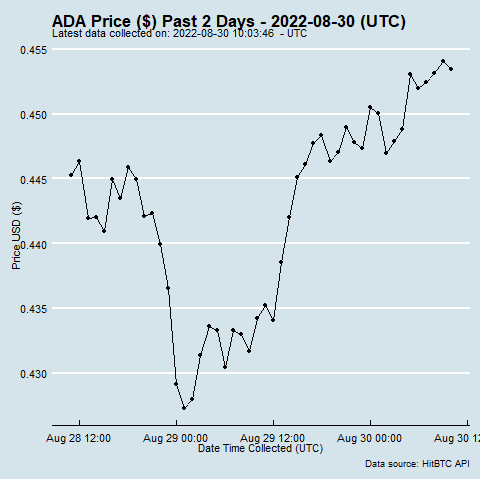 ADA Price ($) Past 2 Days - 2022-08-30 (UTC)
Latest data collected on: 2022-08-30 10:03:46  - UTC
0.455
0.450
0.445
0.440
0.435
0.430
Price USD ($)
Aug 28 12:00 Aug 29 00:00 Aug 29 12:00 Aug 30 00:00 Aug 30 12
Date Time Collected (UTC)
Data source: HitBTC API